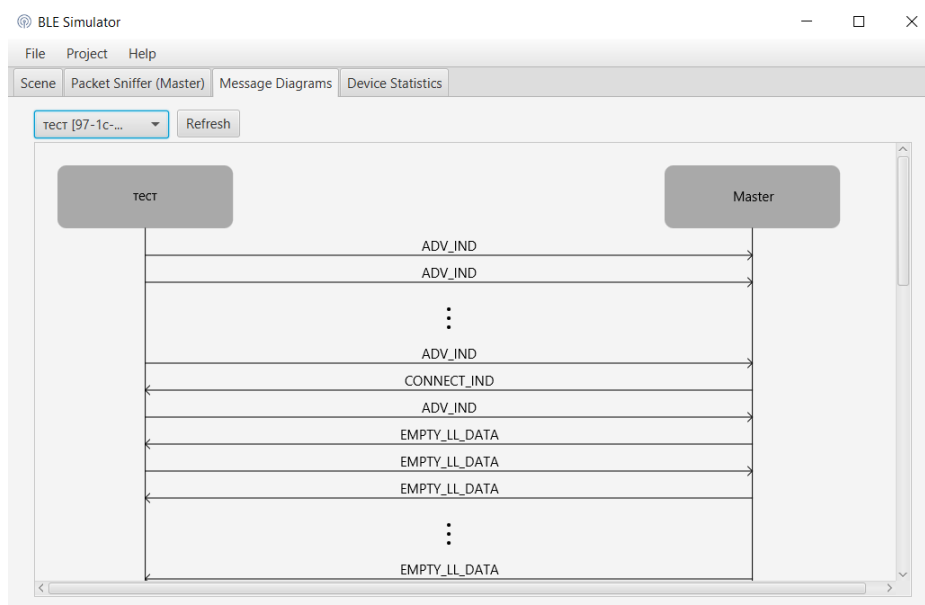 BLE Simulator
File Project Help
Scene Packet Sniffer (Master) Message Diagrams Device Statistics
тест [97-1c-... Refresh
тест Master
ADV_IND
ADV_IND
ADV_IND
CONNECT_IND
ADV_IND
EMPTY_LL_DATA
EMPTY_LL_DATA
EMPTY_LL_DATA
EMPTY_LL_DATA